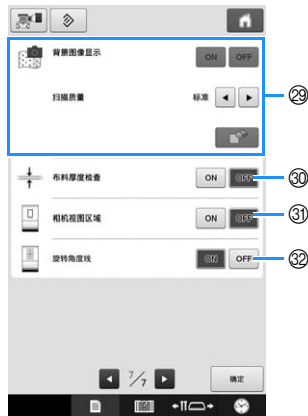 背景图像显示 ON OFF
扫描质量 标准
㉙
布料厚度检查 ON OFF
㉚
相机视图区域 ON OFF
㉛
旋转角度线 ON OFF
㉜
7/7 确定